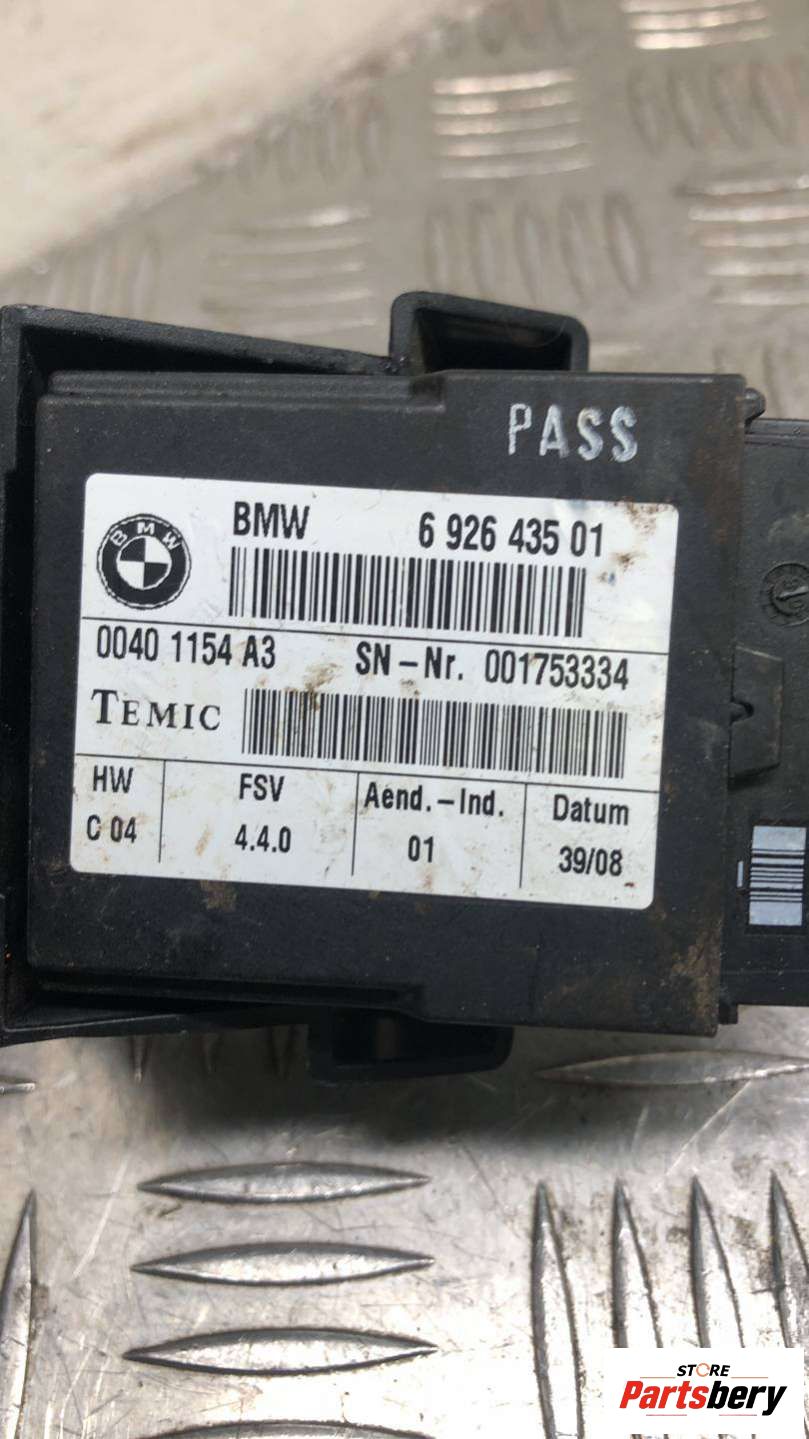 PASS
BMW
BMW 6 926 435 01
0040 1154 A3 SN-Nr. 001753334
TEMIC
HW FSV Aend.-Ind. Datum
C 04 4.4.0 01 39/08
STORE
Partsbery